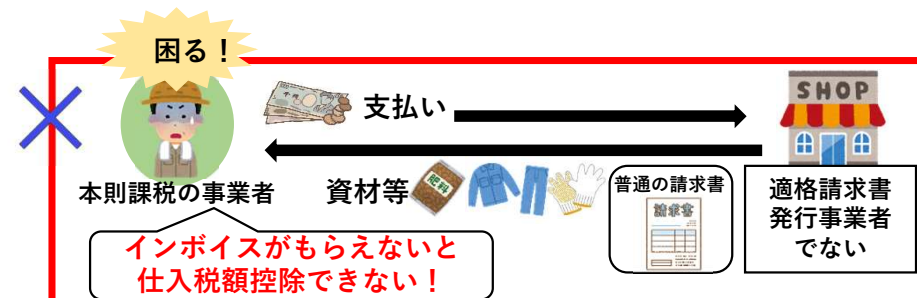 困る！
SHOP
支払い
本則課税の事業者
資材等
肥料
普通の請求書
請求書
適格請求書
発行事業者
でない
インボイスがもらえないと
仕入税額控除できない！